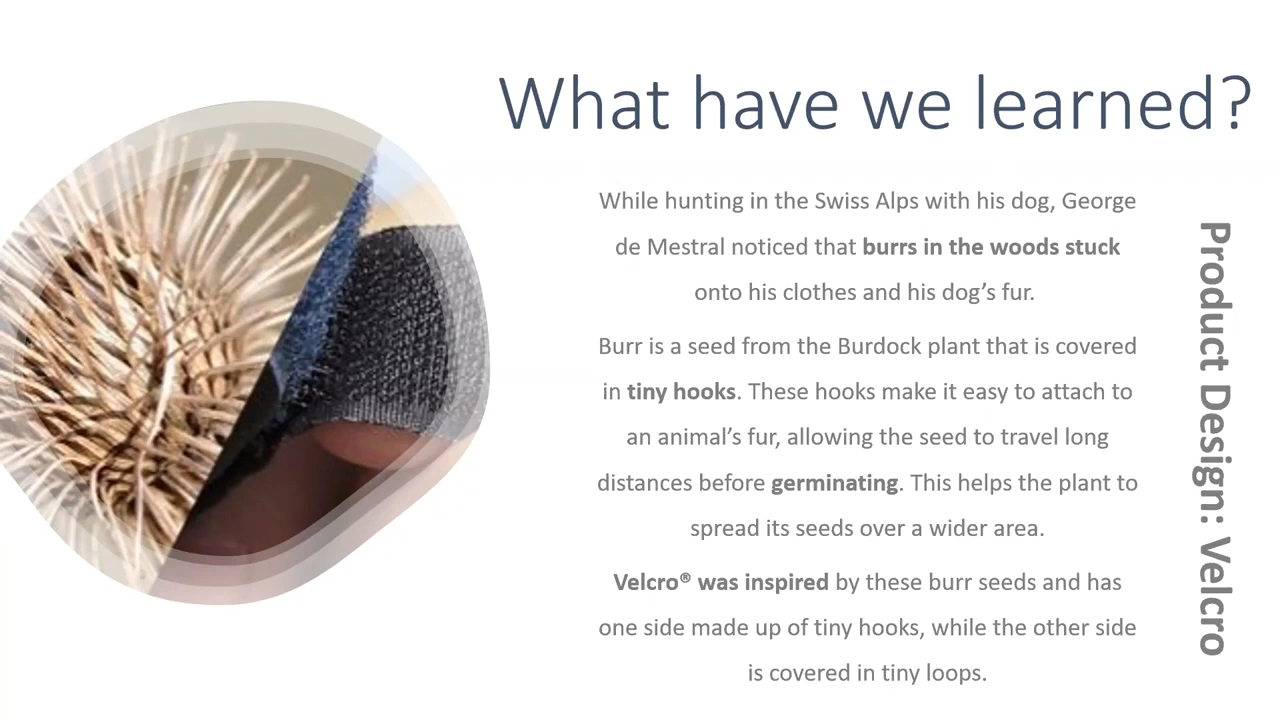 What have we learned?
While hunting in the Swiss Alps with his dog, George
de Mestral noticed that burrs in the woods stuck
onto his clothes and his dog’s fur.
Burr is a seed from the Burdock plant that is covered
in tiny hooks. These hooks make it easy to attach to
an animal’s fur, allowing the seed to travel long
distances before germinating. This helps the plant to
spread its seeds over a wider area.
Velcro® was inspired by these burr seeds and has
one side made up of tiny hooks, while the other side
is covered in tiny loops.
Product Design: Velcro